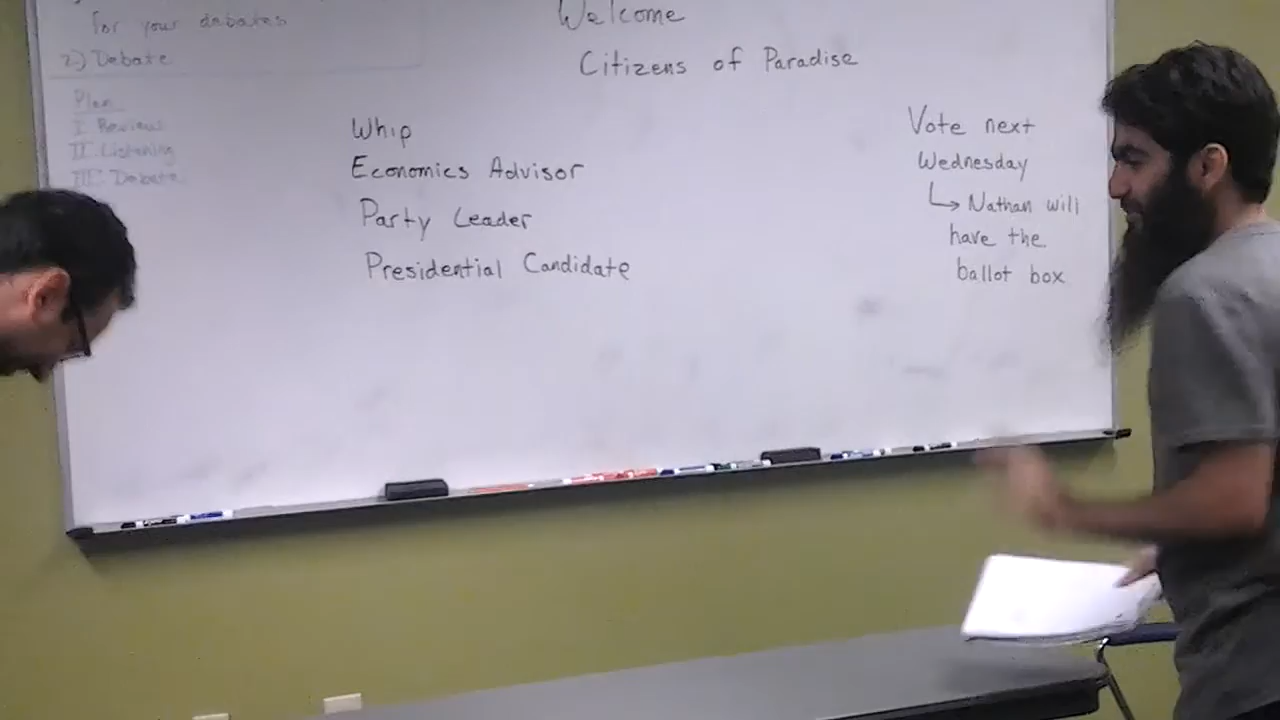 for your debates
2) Debate
Plan
I. Review
II. Listening
III. Debate
Welcome
Citizens of Paradise
Whip
Economics Advisor
Party Leader
Presidential Candidate
Vote next
Wednesday
↳ Nathan will
have the
ballot box